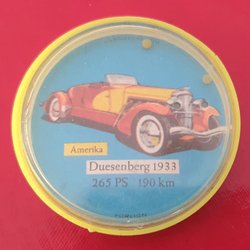 Amerika
Duesenberg 1933
265 PS 190 km